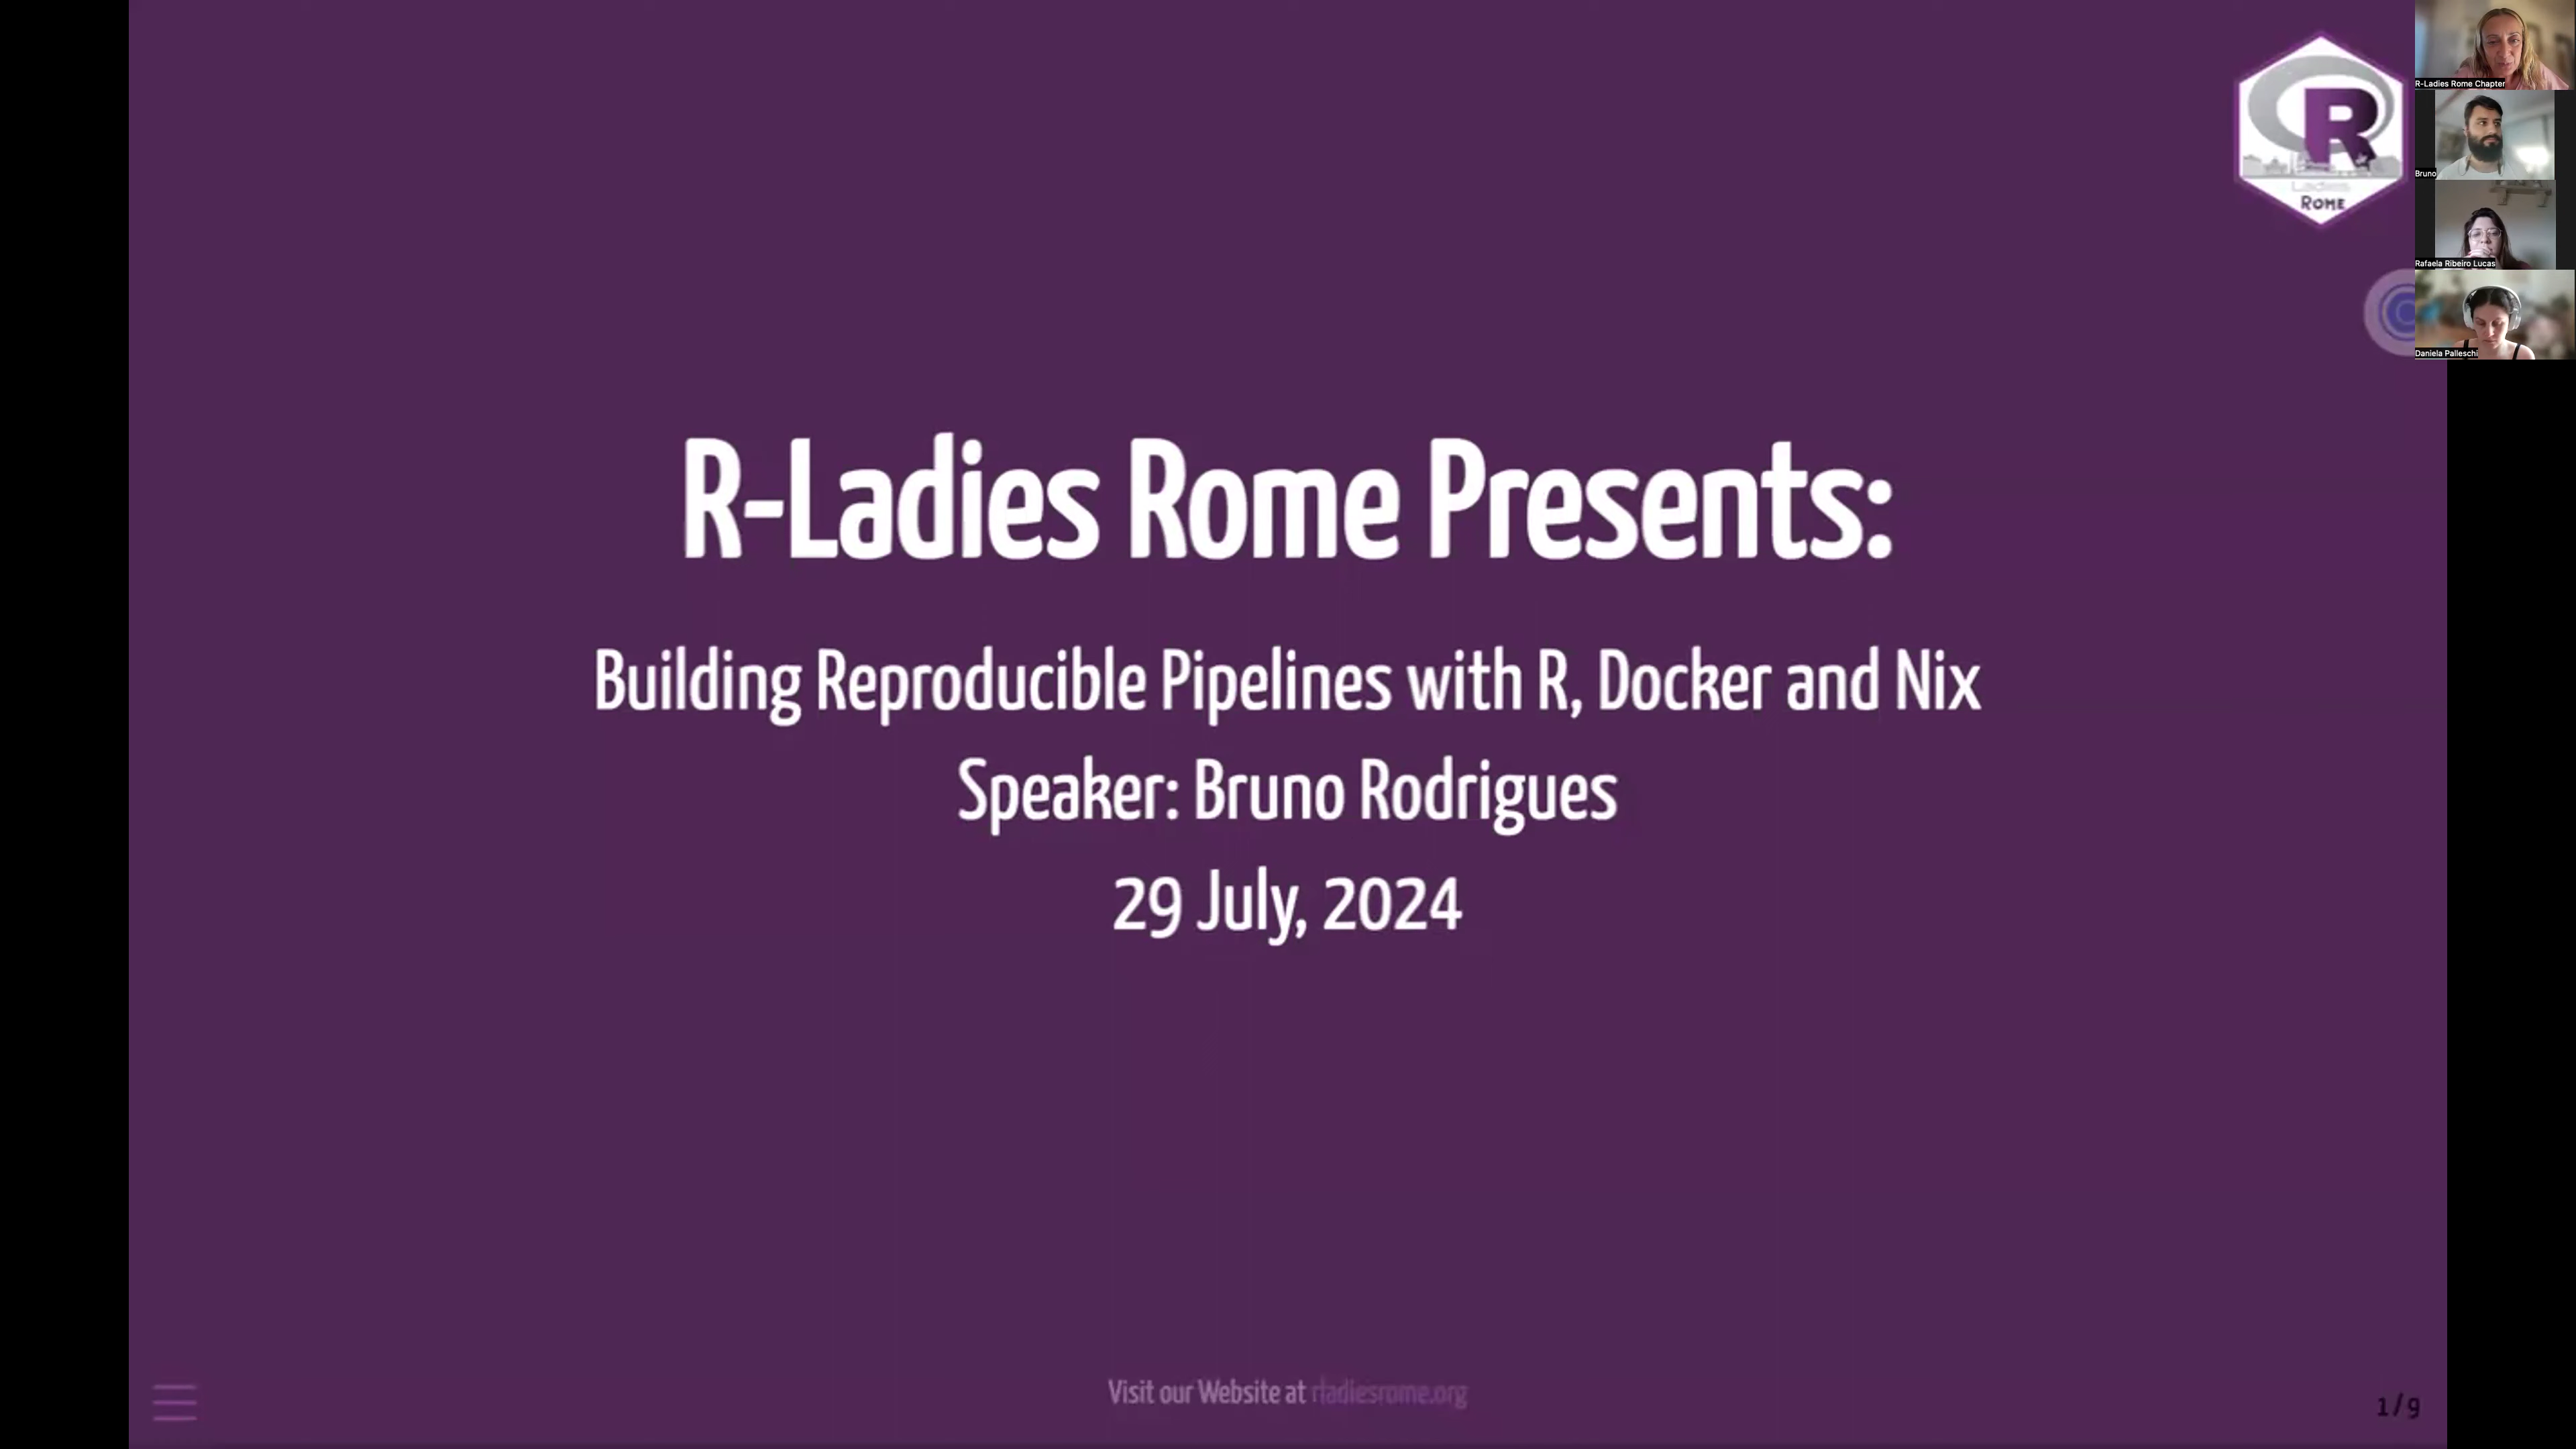 R-Ladies Rome Presents:
Building Reproducible Pipelines with R, Docker and Nix
Speaker: Bruno Rodrigues
29 July, 2024
Visit our Website at rladiesrome.org
1/9
R
Ladies
ROME
R-Ladies Rome Chapter
Bruno
Rafaela Ribeiro Lucas
Daniela Palleschi